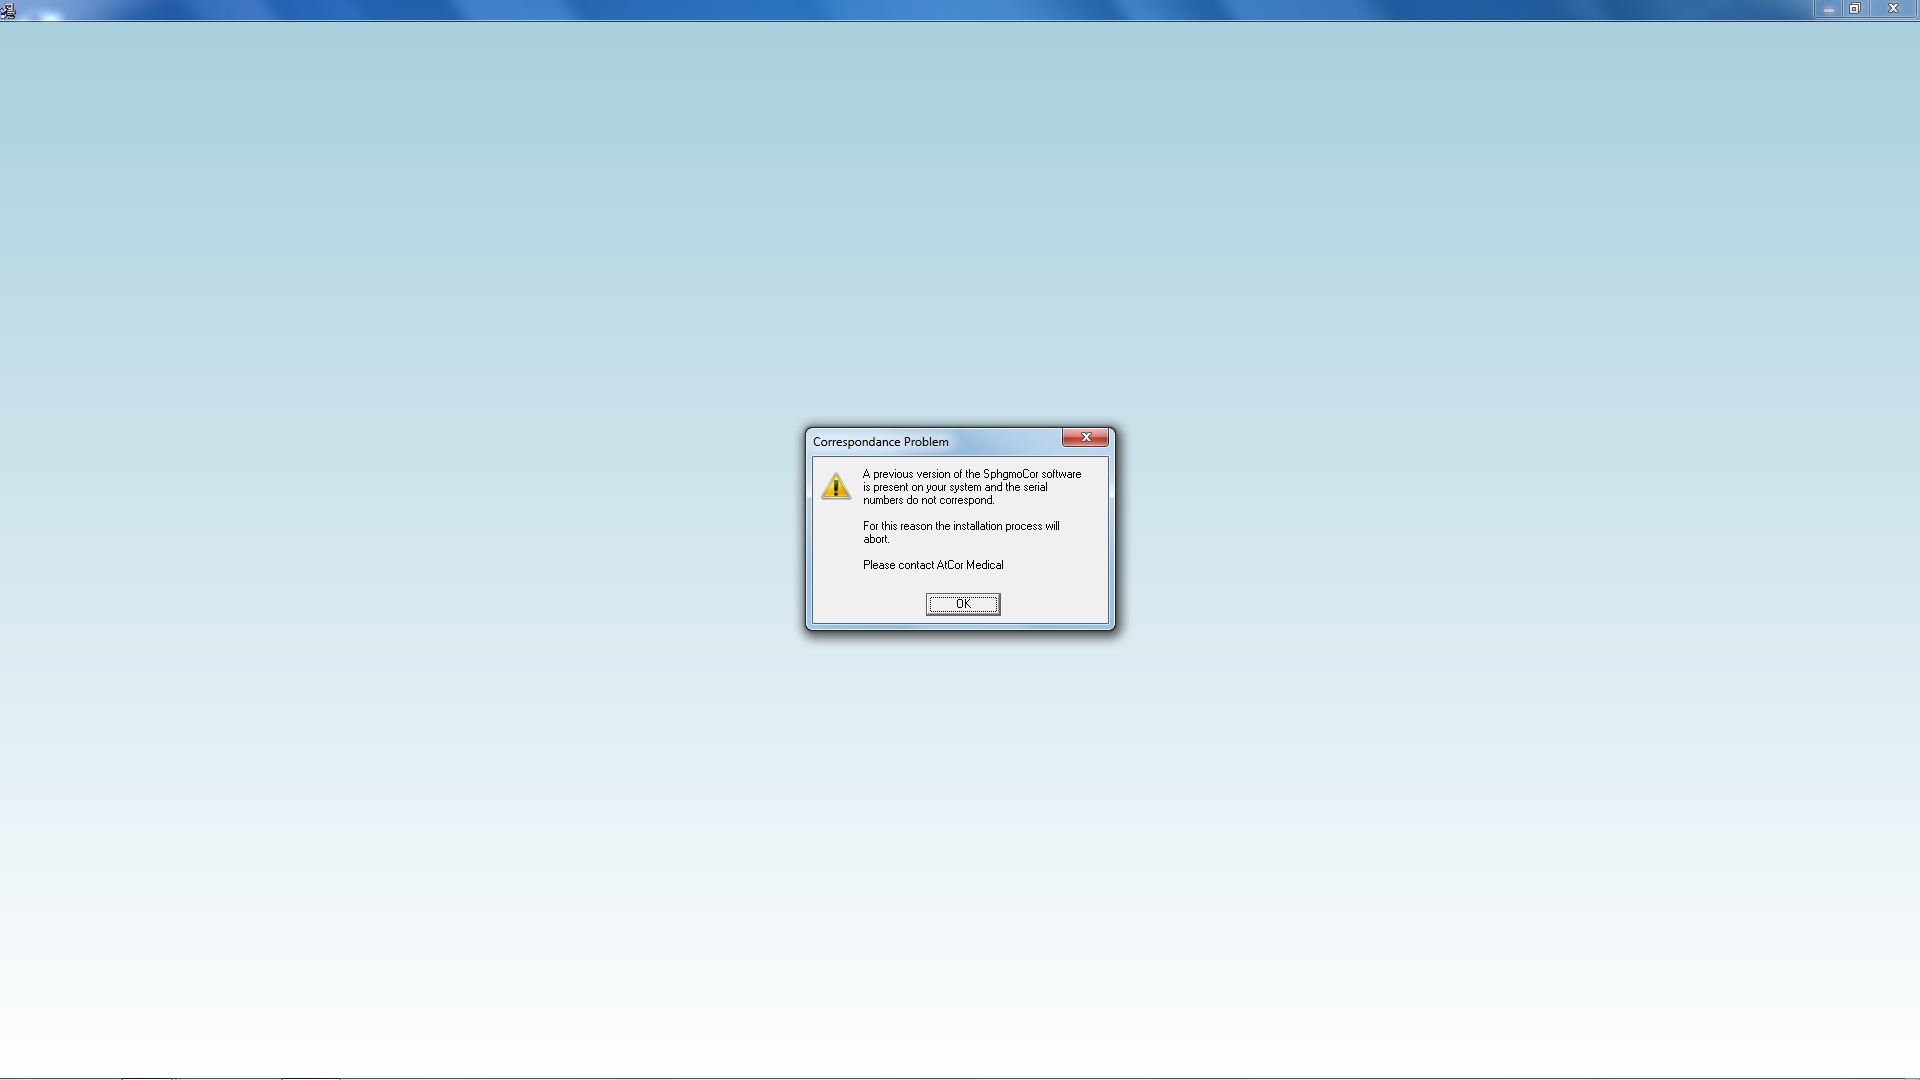 Correspondance Problem
A previous version of the SphgmoCor software
is present on your system and the serial
numbers do not correspond.
For this reason the installation process will
abort.
Please contact AtCor Medical
OK